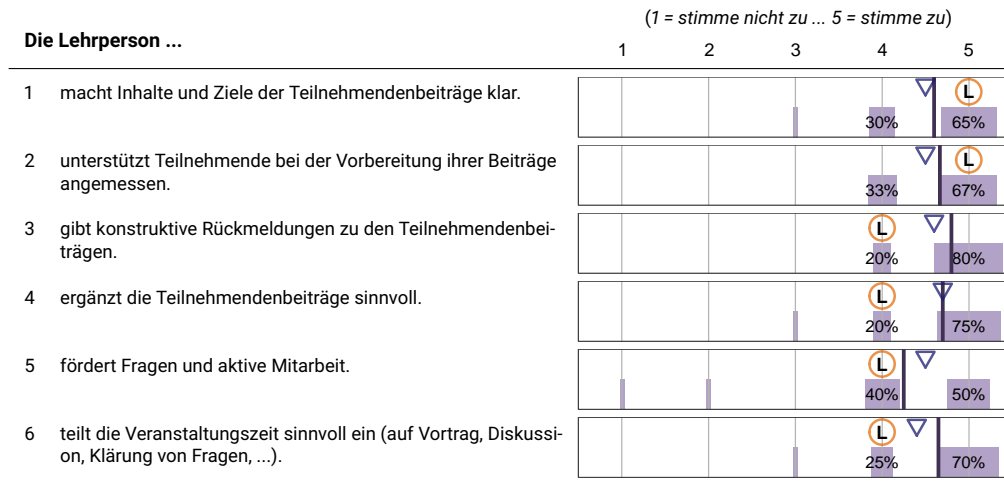 (1 = stimme nicht zu ... 5 = stimme zu)
Die Lehrperson ...
1 2 3 4 5
1 macht Inhalte und Ziele der Teilnehmendenbeiträge klar.
L
30% 65%
2 unterstützt Teilnehmende bei der Vorbereitung ihrer Beiträge
angemessen.
L
33% 67%
3 gibt konstruktive Rückmeldungen zu den Teilnehmendenbei-
trägen.
L
20% 80%
4 ergänzt die Teilnehmendenbeiträge sinnvoll.
L
20% 75%
5 fördert Fragen und aktive Mitarbeit.
L
40% 50%
6 teilt die Veranstaltungszeit sinnvoll ein (auf Vortrag, Diskussi-
on, Klärung von Fragen, ...).
L
25% 70%